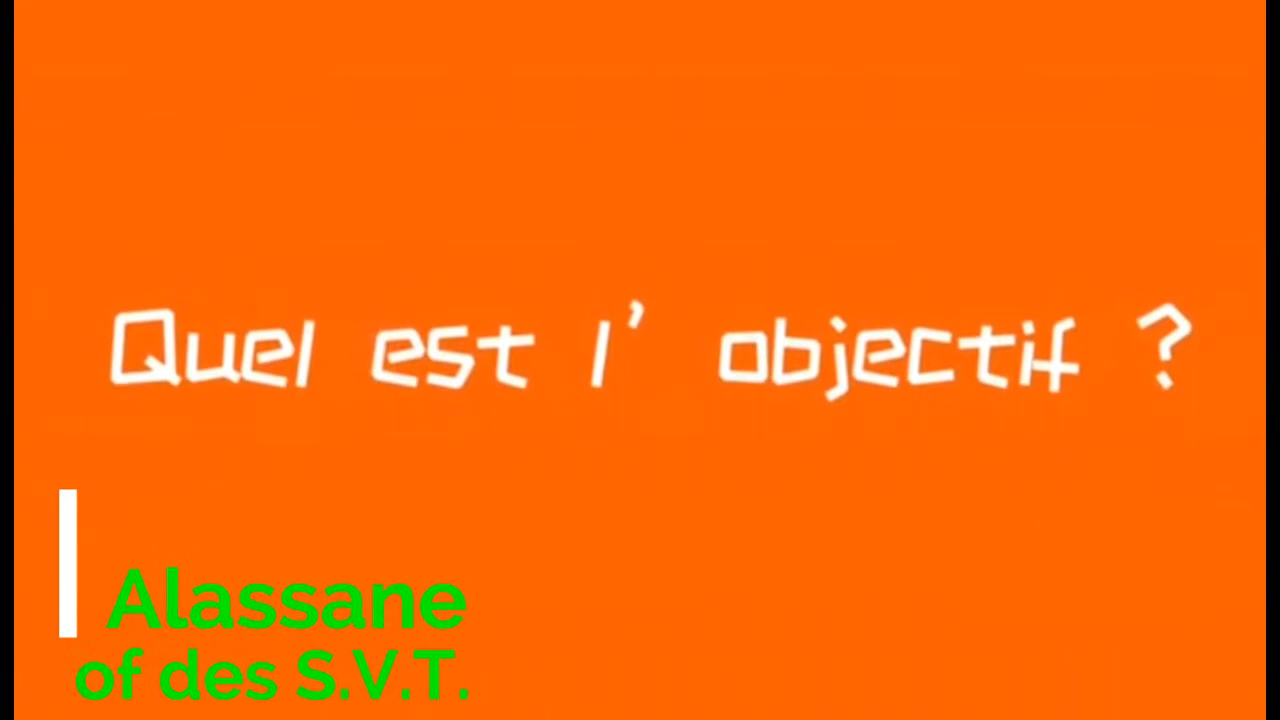 Quel est l' objectif ?
Alassane
of des S.V.T.